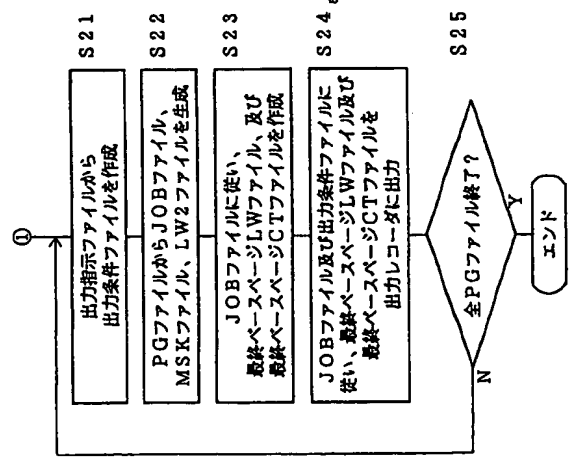 ①
出力指示ファイルから
出力条件ファイルを作成
S21
PGファイルからJOBファイル、
MSKファイル、LW2ファイルを生成
S22
JOBファイルに従い、
最終ベースページLWファイル、及び
最終ベースページCTファイルを作成
S23
JOBファイル及び出力条件ファイルに
従い、最終ベースページLWファイル及び
最終ベースページCTファイルを
出力レコーダに出力
S24a
全PGファイル終了?
S25
N
Y
エンド